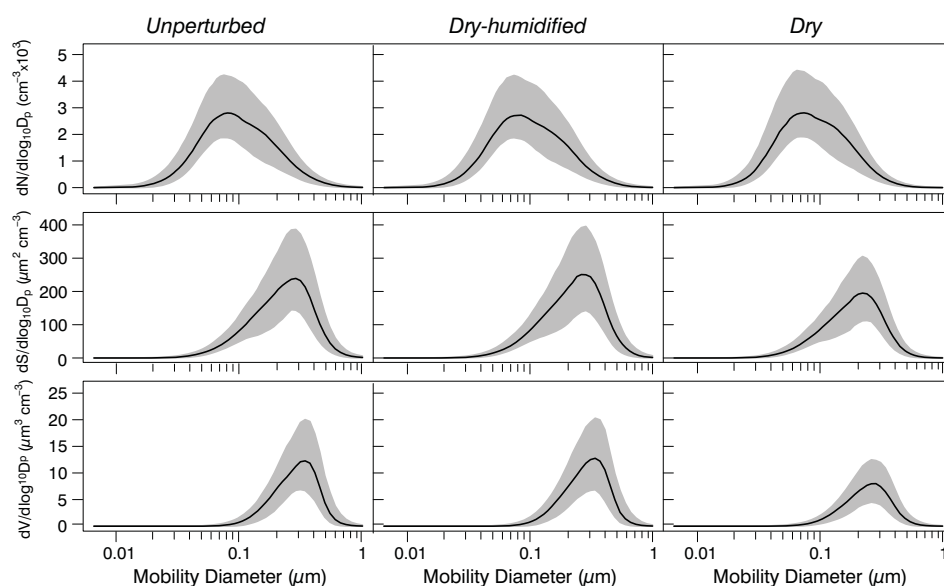 Unperturbed Dry-humidified Dry
dN/dlog₁₀Dₚ (cm⁻³x10³)
5
4
3
2
1
0
dS/dlog₁₀Dₚ (μm² cm⁻³)
400
300
200
100
0
dV/dlog¹⁰Dᵖ (μm³ cm⁻³)
25
20
15
10
5
0
0.01 0.1 1 0.01 0.1 1 0.01 0.1 1
Mobility Diameter (μm) Mobility Diameter (μm) Mobility Diameter (μm)